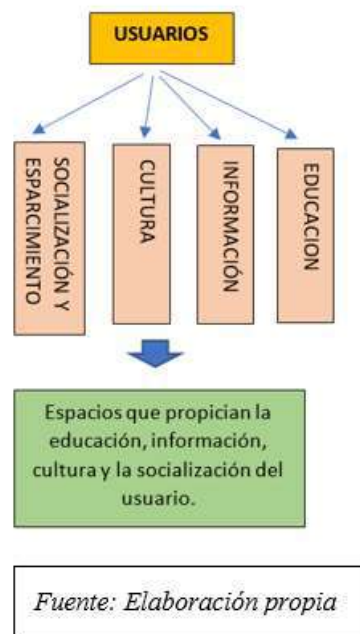 USUARIOS
SOCIALIZACIÓN Y
ESPARCIMIENTO
CULTURA
INFORMACIÓN
EDUCACION
Espacios que propician la
educación, información,
cultura y la socialización del
usuario.
Fuente: Elaboración propia